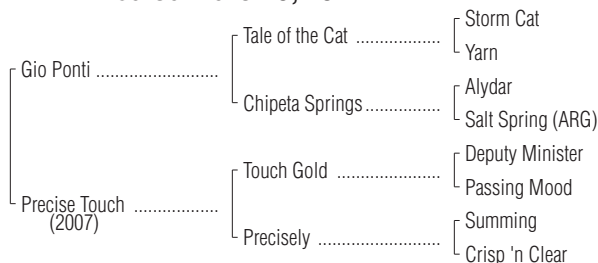 Storm Cat
Tale of the Cat ..................
Yarn
Gio Ponti ..........................
Alydar
Chipeta Springs ................
Salt Spring (ARG)
Deputy Minister
Touch Gold ......................
Passing Mood
Precise Touch ..................
(2007)
Summing
Precisely .........................
Crisp 'n Clear